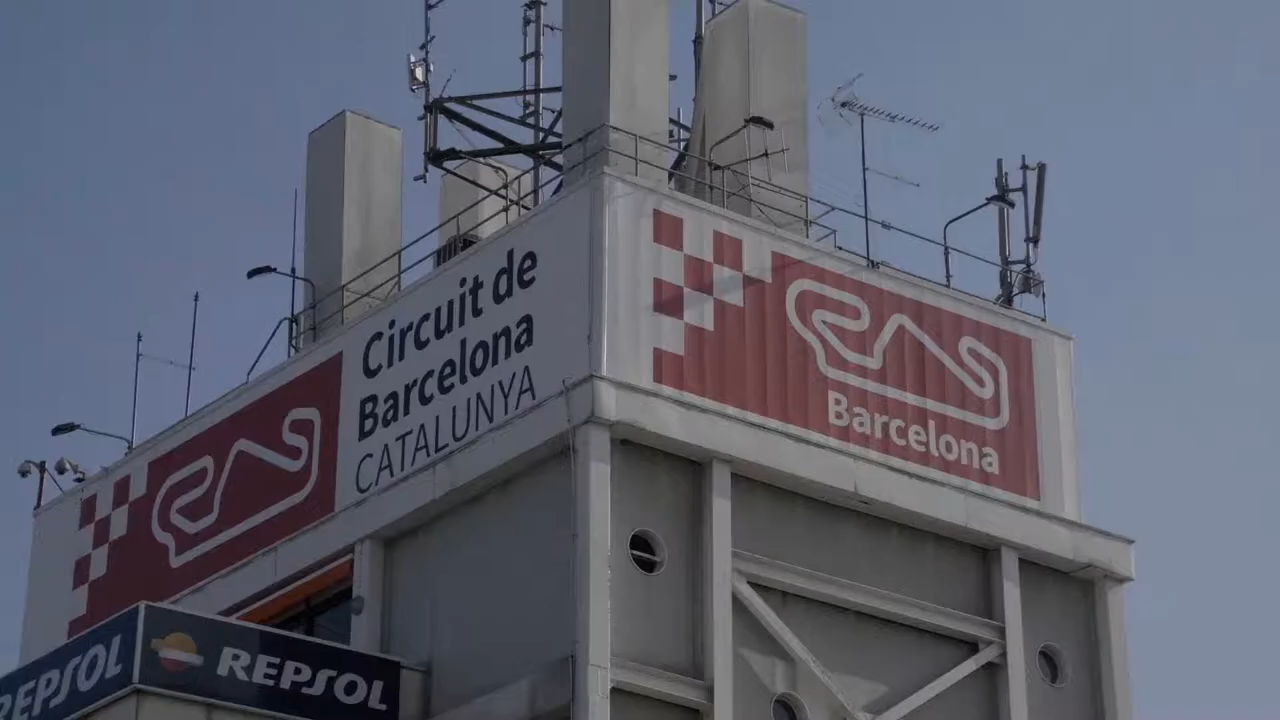 Circuit de
Barcelona
CATALUNYA
Barcelona
REPSOL
REPSOL